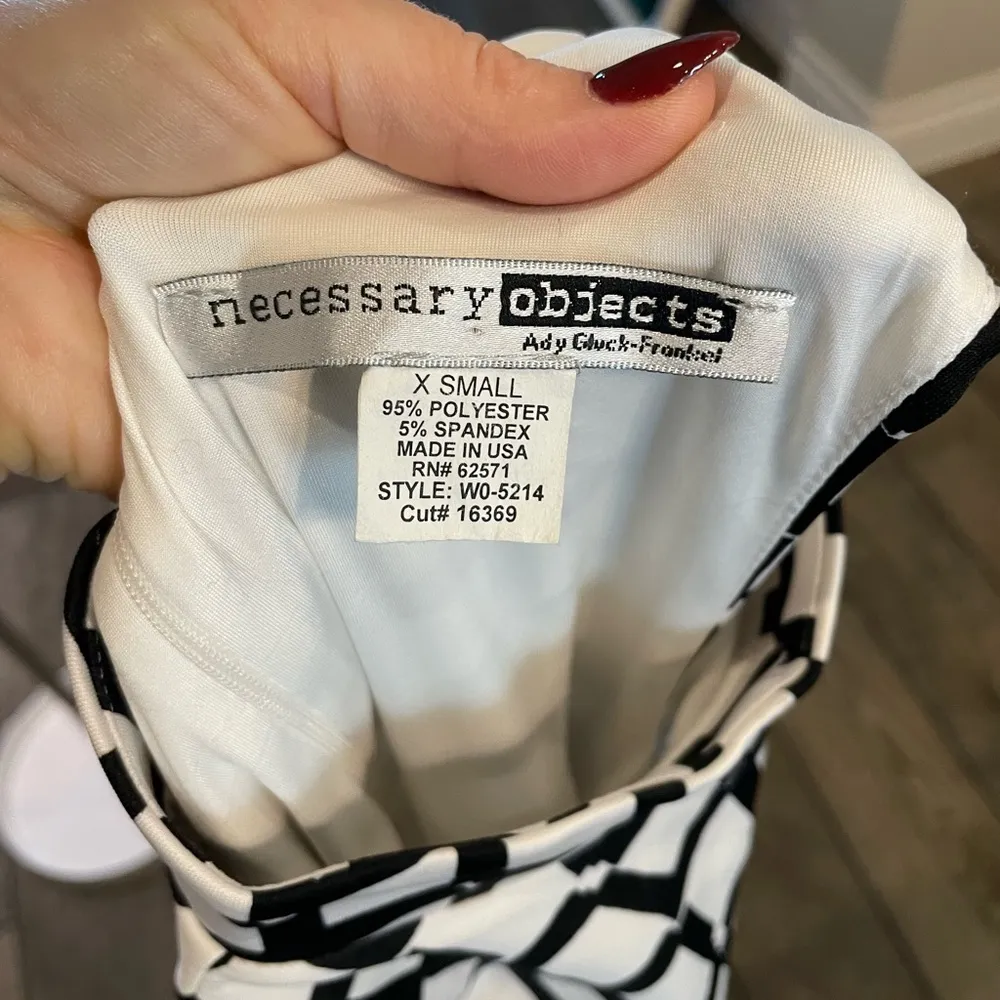 necessary objects
Ady Gluck-Frankel
X SMALL
95% POLYESTER
5% SPANDEX
MADE IN USA
RN# 62571
STYLE: W0-5214
Cut# 16369